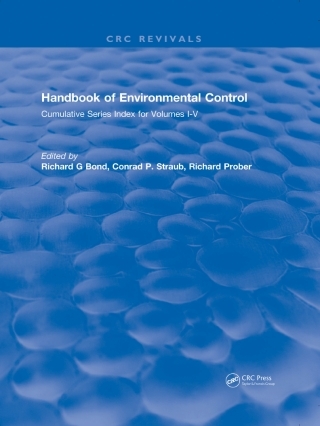 CRC REVIVALS
Handbook of Environmental Control
Cumulative Series Index for Volumes I-V
Edited by
Richard G Bond, Conrad P. Straub, Richard Prober
CRC
CRC Press
Taylor & Francis Group